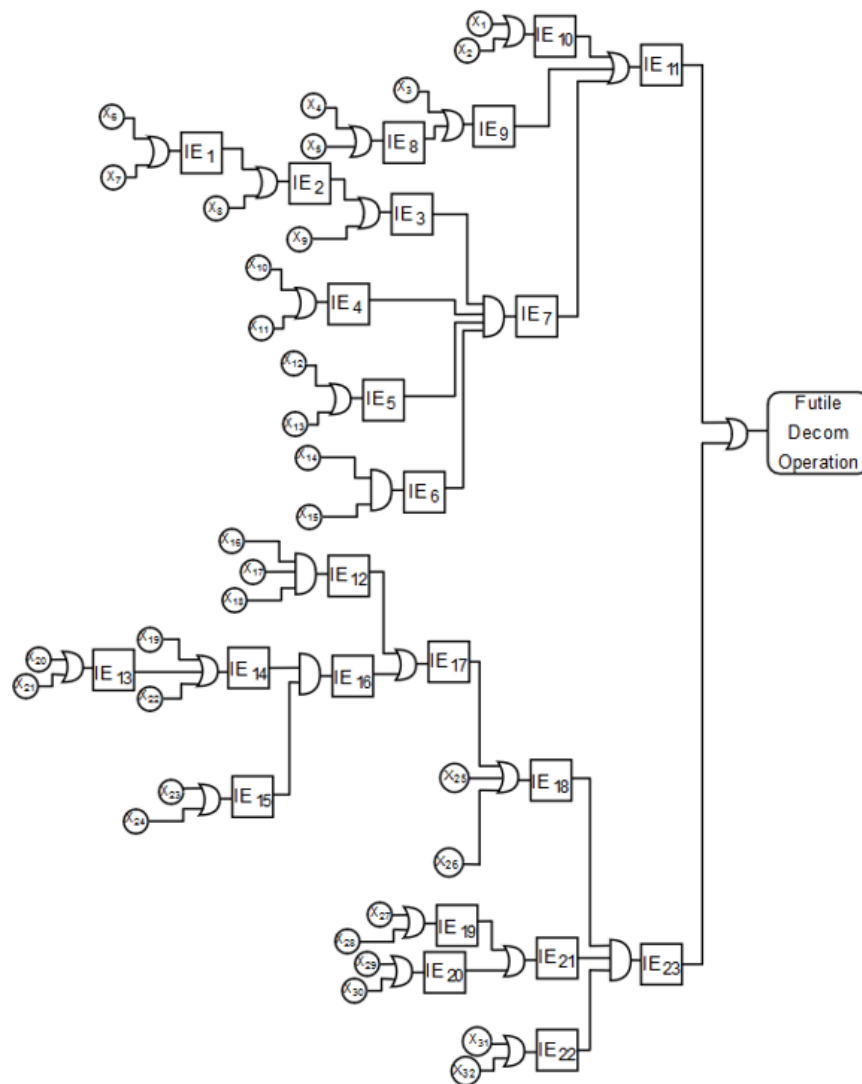 X1
IE 10
X2
IE 11
X3
X4
IE 9
X5
IE 8
X6
IE 1
X7
IE 2
X8
IE 3
X9
X10
IE 4
IE 7
X11
X12
IE 5
X13
Futile
Decom
Operation
X14
IE 6
X15
X16
X17
IE 12
X18
X19
X20
IE 13
IE 14
IE 16
IE 17
X21
X22
X23
IE 15
X24
X25
IE 18
X26
X27
IE 19
X28
X29
IE 20
IE 21
IE 23
X30
X31
IE 22
X32